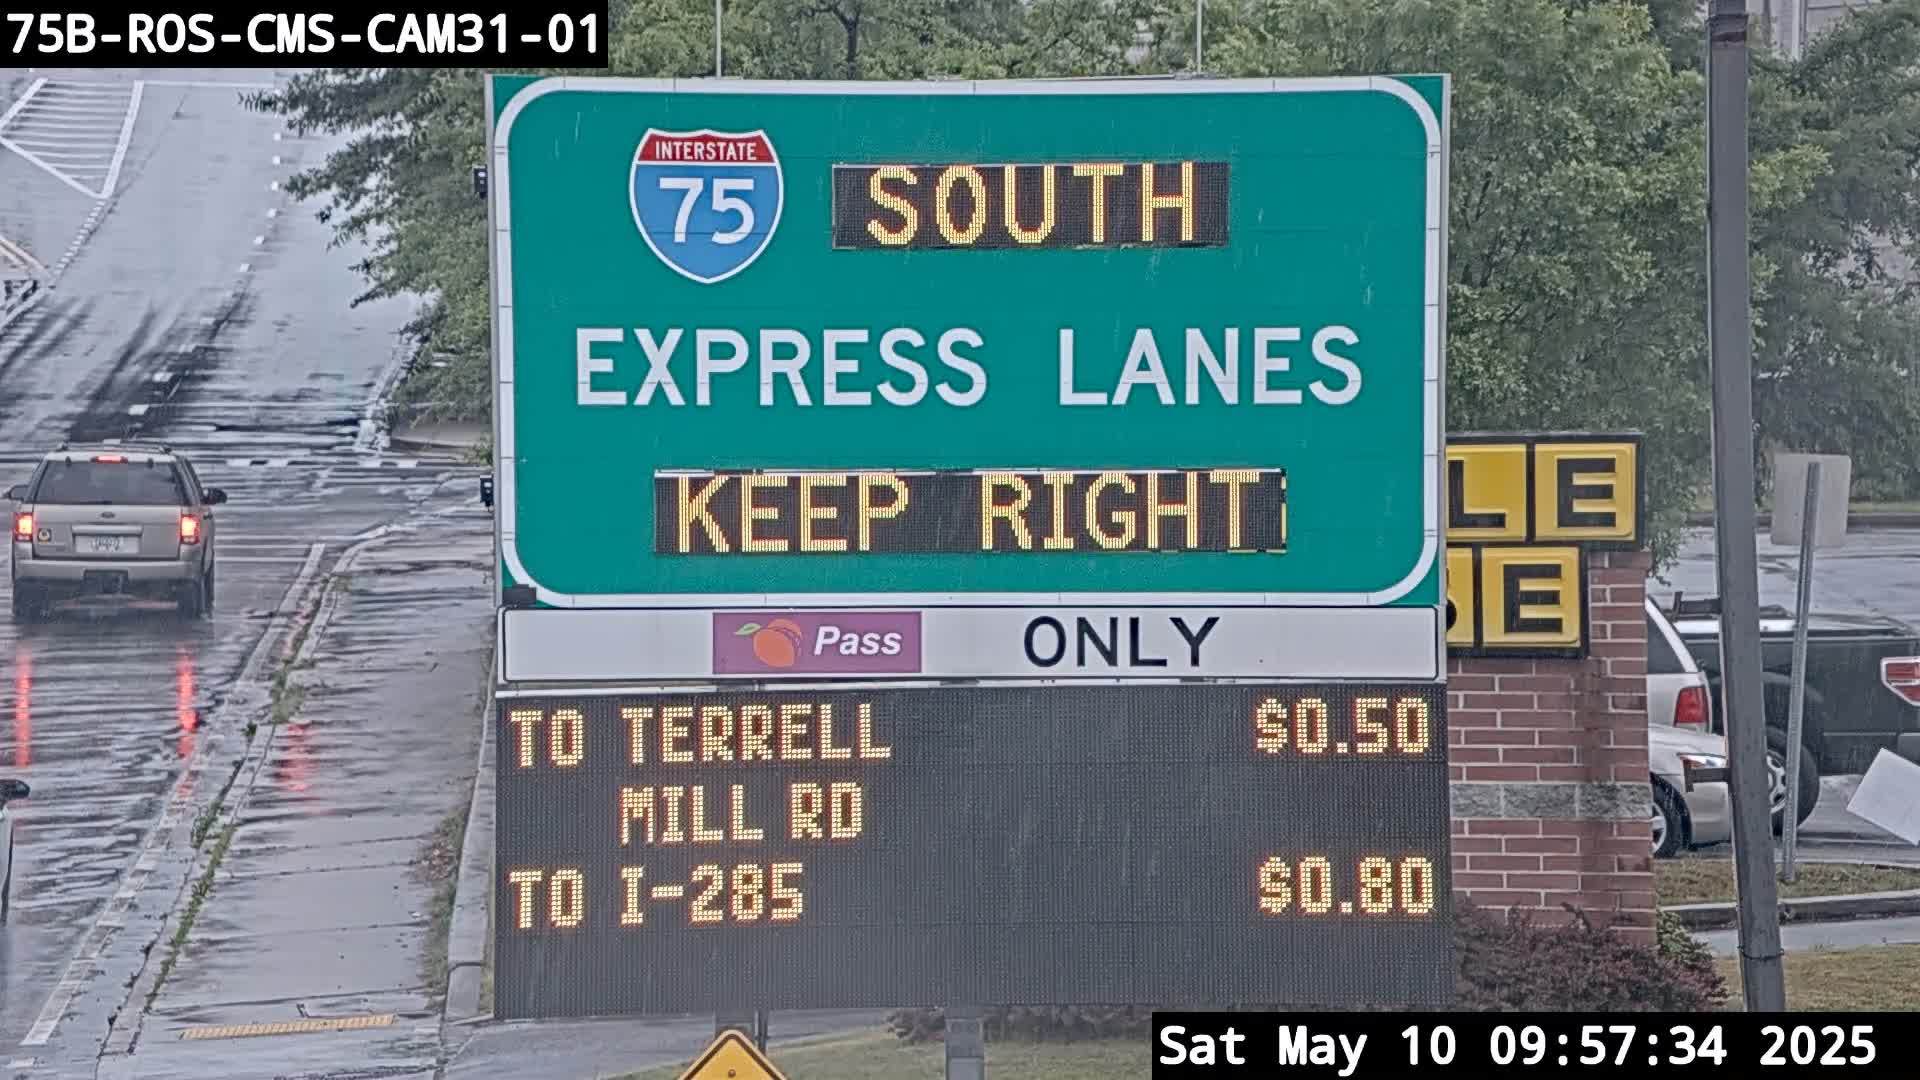 75B-ROS-CMS-CAM31-01
INTERSTATE
75
SOUTH
EXPRESS LANES
KEEP RIGHT
Pass ONLY
TO TERRELL $0.50
MILL RD
TO I-285 $0.80
LE
E
Sat May 10 09:57:34 2025